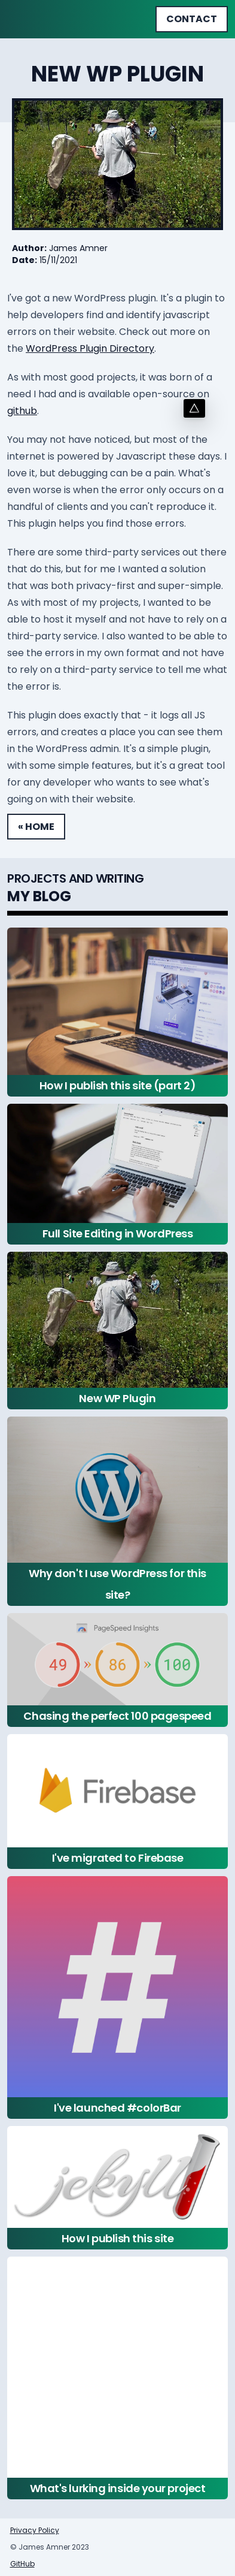 CONTACT
NEW WP PLUGIN
Author: James Amner
Date: 15/11/2021
I've got a new WordPress plugin. It's a plugin to
help developers find and identify javascript
errors on their website. Check out more on
the WordPress Plugin Directory.
As with most good projects, it was born of a
need I had and is available open-source on
github.
You may not have noticed, but most of the
internet is powered by Javascript these days. I
love it, but debugging can be a pain. What's
even worse is when the error only occurs on a
handful of clients and you can't reproduce it.
This plugin helps you find those errors.
There are some third-party services out there
that do this, but for me I wanted a solution
that was both privacy-first and super-simple.
As with most of my projects, I wanted to be
able to host it myself and not have to rely on a
third-party service. I also wanted to be able to
see the errors in my own format and not have
to rely on a third-party service to tell me what
the error is.
This plugin does exactly that - it logs all JS
errors, and creates a place you can see them
in the WordPress admin. It's a simple plugin,
with some simple features, but it's a great tool
for any developer who wants to see what's
going on with their website.
« HOME
PROJECTS AND WRITING
MY BLOG
How I publish this site (part 2)
Full Site Editing in WordPress
New WP Plugin
Why don't I use WordPress for this
site?
PageSpeed Insights
49 » 86 » 100
Chasing the perfect 100 pagespeed
Firebase
I've migrated to Firebase
#
I've launched #colorBar
jekyll
How I publish this site
What's lurking inside your project
Privacy Policy
© James Amner 2023
GitHub